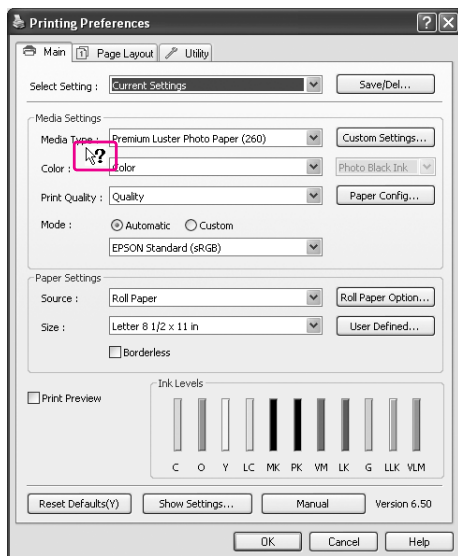 Printing Preferences
Main Page Layout Utility
Select Setting : Current Settings Save/Del...
Media Settings
Media Type : Premium Luster Photo Paper (260) Custom Settings...
Color : Color Photo Black Ink
Print Quality : Quality Paper Config...
Mode : Automatic Custom
EPSON Standard (sRGB)
Paper Settings
Source : Roll Paper Roll Paper Option...
Size : Letter 8 1/2 x 11 in User Defined...
Borderless
Print Preview
Ink Levels
C O Y LC MK PK VM LK G LLK VLM
Reset Defaults(Y) Show Settings... Manual Version 6.50
OK Cancel Help